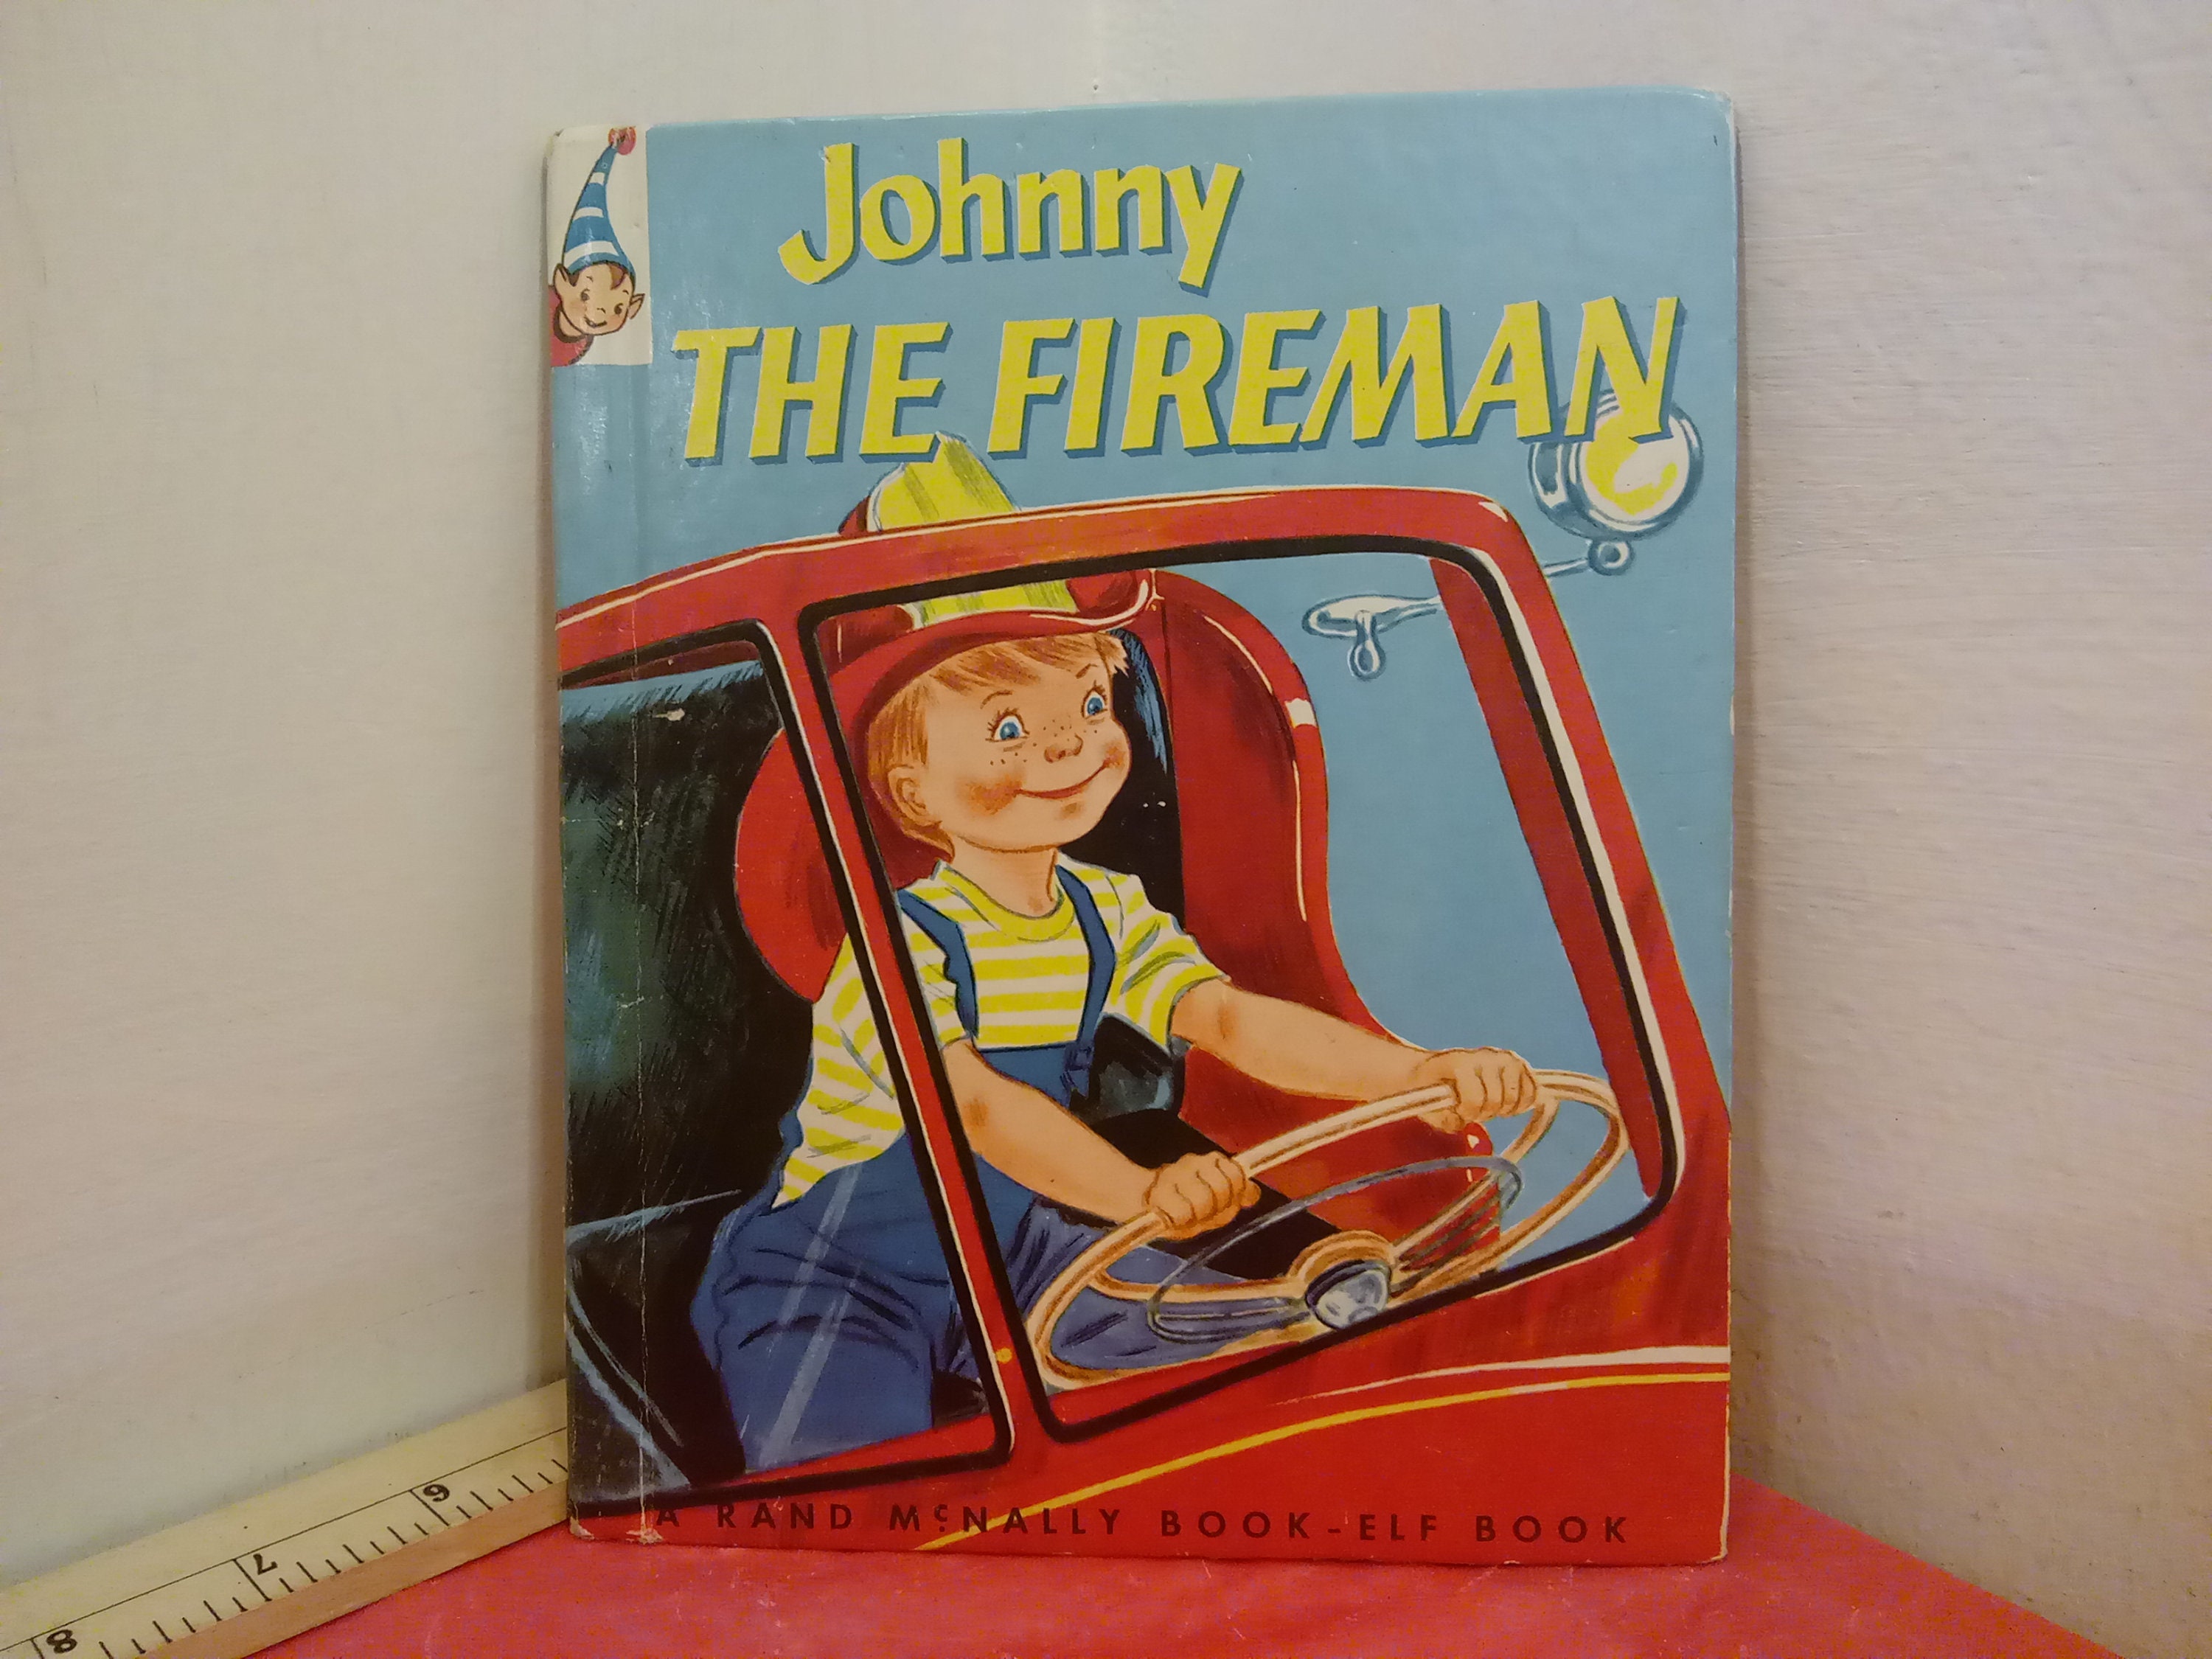 Johnny
THE FIREMAN
A RAND McNALLY BOOK-ELF BOOK
6
7
8